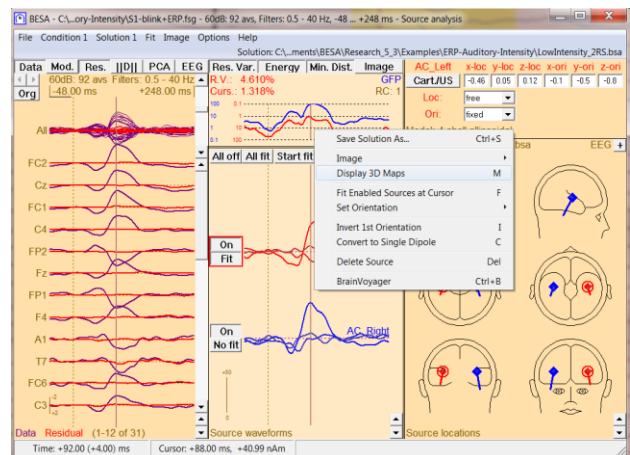 BESA - C:\...ory-Intensity\S1-blink+ERP.fsg - 60dB: 92 avs, Filters: 0.5 - 40 Hz, -48 ... +248 ms - Source analysis
File Condition 1 Solution 1 Fit Image Options Help
Solution: C:\...ments\BESA\Research_5_3\Examples\ERP-Auditory-Intensity\LowIntensity_2RS.bsa
Data Mod. Res. ||D|| PCA EEG Res. Var. Energy Min. Dist. Image AC_Left x-loc y-loc z-loc x-ori y-ori z-ori
60dB: 92 avs Filters: 0.5 - 40 Hz R.V.: 4.610% GFP Cart./US -0.46 0.05 0.12 -0.1 -0.5 -0.8
Org -48.00 ms +248.00 ms Curs.: 1.318% RC: 1 Loc: free
Ori: fixed
All
All off All fit Start fit
bsa EEG +
Save Solution As... Ctrl+S
Image
Display 3D Maps M
Fit Enabled Sources at Cursor F
Set Orientation
Invert 1st Orientation I
Convert to Single Dipole C
Delete Source Del
BrainVoyager Ctrl+B
FC2
Cz
FC1
C4
FP2
Fz
FP1
F4
A1
T7
FC6
C3
On
Fit
On
No fit
AC_Right
+50
0
Data Residual (1-12 of 31) Source waveforms Source locations
Time: +92.00 (+4.00) ms Cursor: +88.00 ms, +40.99 nAm